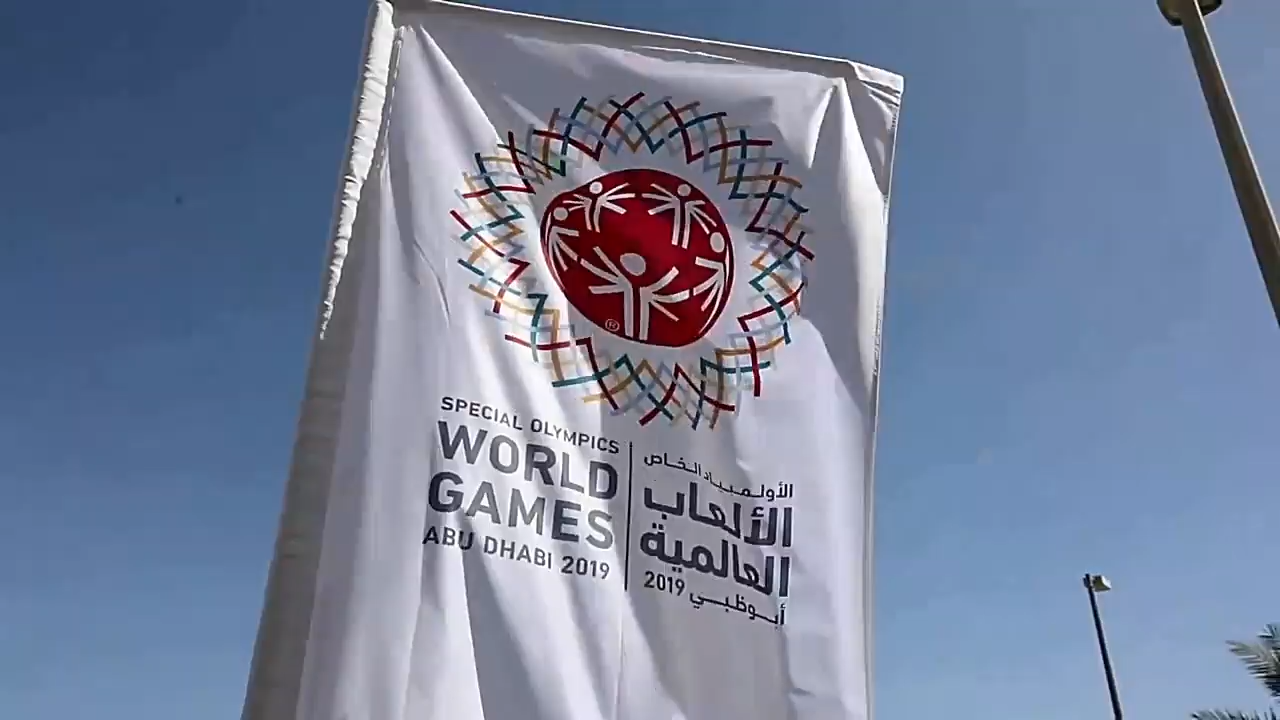 ®
SPECIAL OLYMPICS
WORLD
GAMES
ABU DHABI 2019
الأولمبياد الخاص
الألعاب
العالمية
أبوظبي 2019